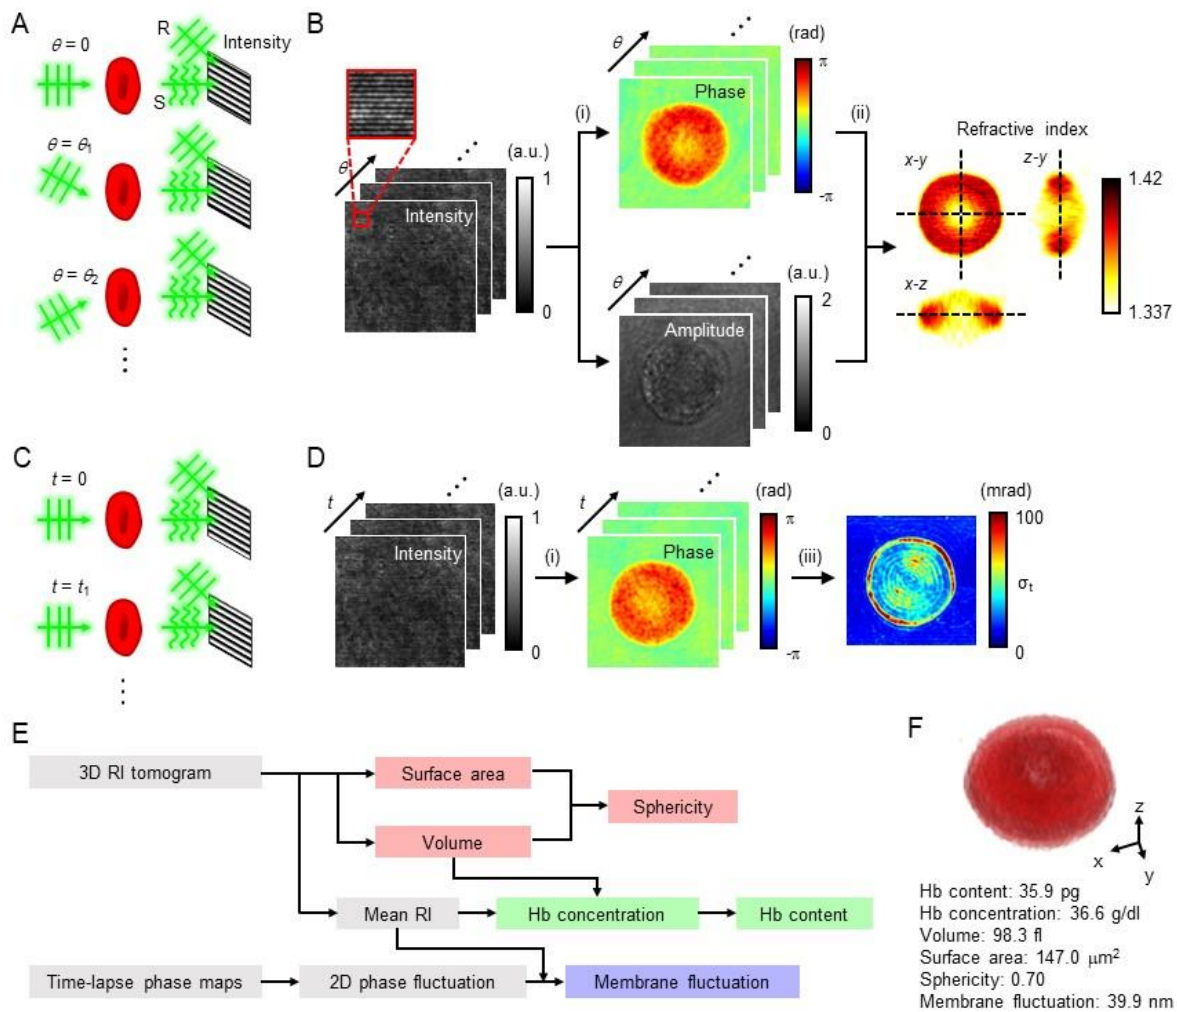 A
θ = 0
R
Intensity
S
θ = θ1
θ = θ2
B
θ
(a.u.)
1
Intensity
0
(i)
θ
(rad)
π
Phase
-π
θ
(a.u.)
2
Amplitude
0
(ii)
Refractive index
x-y
z-y
1.42
x-z
1.337
C
t = 0
t = t1
D
t
(a.u.)
1
Intensity
0
(i)
t
(rad)
π
Phase
-π
(iii)
(mrad)
100
σt
0
E
3D RI tomogram
Surface area
Sphericity
Volume
Mean RI
Hb concentration
Hb content
Time-lapse phase maps
2D phase fluctuation
Membrane fluctuation
F
z
x
y
Hb content: 35.9 pg
Hb concentration: 36.6 g/dl
Volume: 98.3 fl
Surface area: 147.0 μm²
Sphericity: 0.70
Membrane fluctuation: 39.9 nm